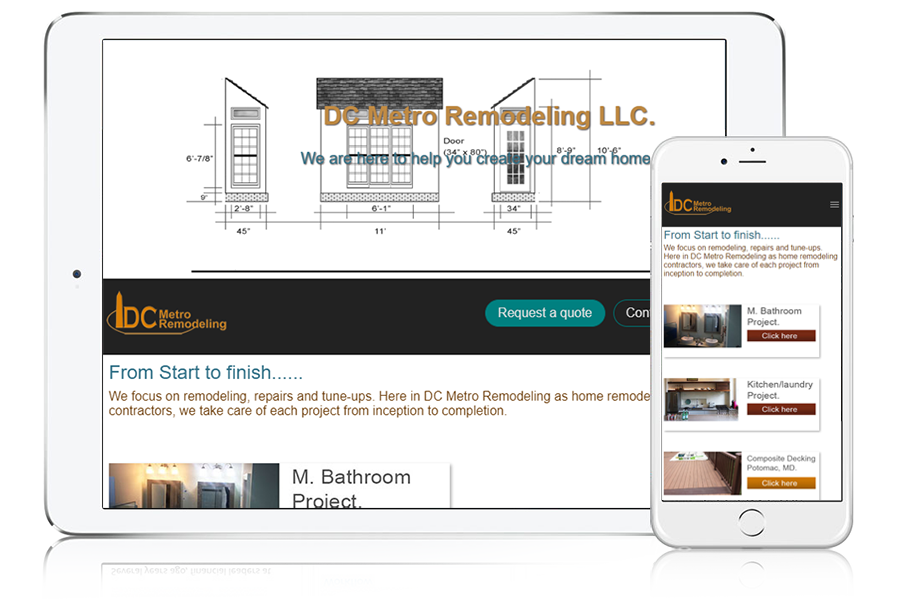 DC Metro Remodeling LLC.
We are here to help you create your dream home
Door
(34" x 80")
8'-9"
10'-6"
6'-7/8"
9"
2'-8"
6'-1"
34"
45"
11'
45"
DC Metro
Remodeling
Request a quote
Con
From Start to finish......
We focus on remodeling, repairs and tune-ups. Here in DC Metro Remodeling as home remode
contractors, we take care of each project from inception to completion.
M. Bathroom
Project.
DC Metro
Remodeling
From Start to finish......
We focus on remodeling, repairs and tune-ups.
Here in DC Metro Remodeling as home remodeling
contractors, we take care of each project from
inception to completion.
M. Bathroom
Project.
Click here
Kitchen/laundry
Project.
Click here
Composite Decking
Potomac, MD.
Click here
Several years ago, financial leaders at